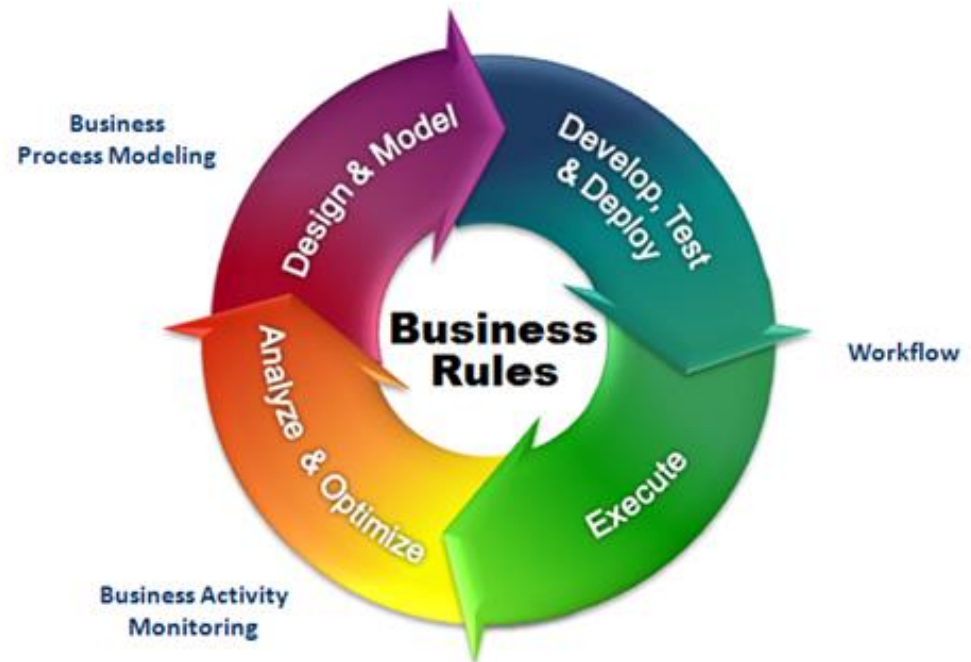 Business
Process Modeling
Design & Model
Develop, Test
& Deploy
Business
Rules
Workflow
Analyze & Optimize
Execute
Business Activity
Monitoring